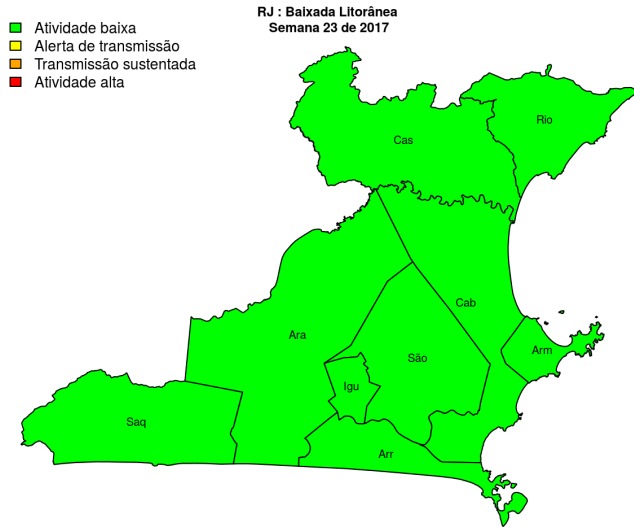 RJ : Baixada Litorânea
Semana 23 de 2017
Atividade baixa
Alerta de transmissão
Transmissão sustentada
Atividade alta
Rio
Cas
Cab
Ara
Arm
São
Igu
Saq
Arr